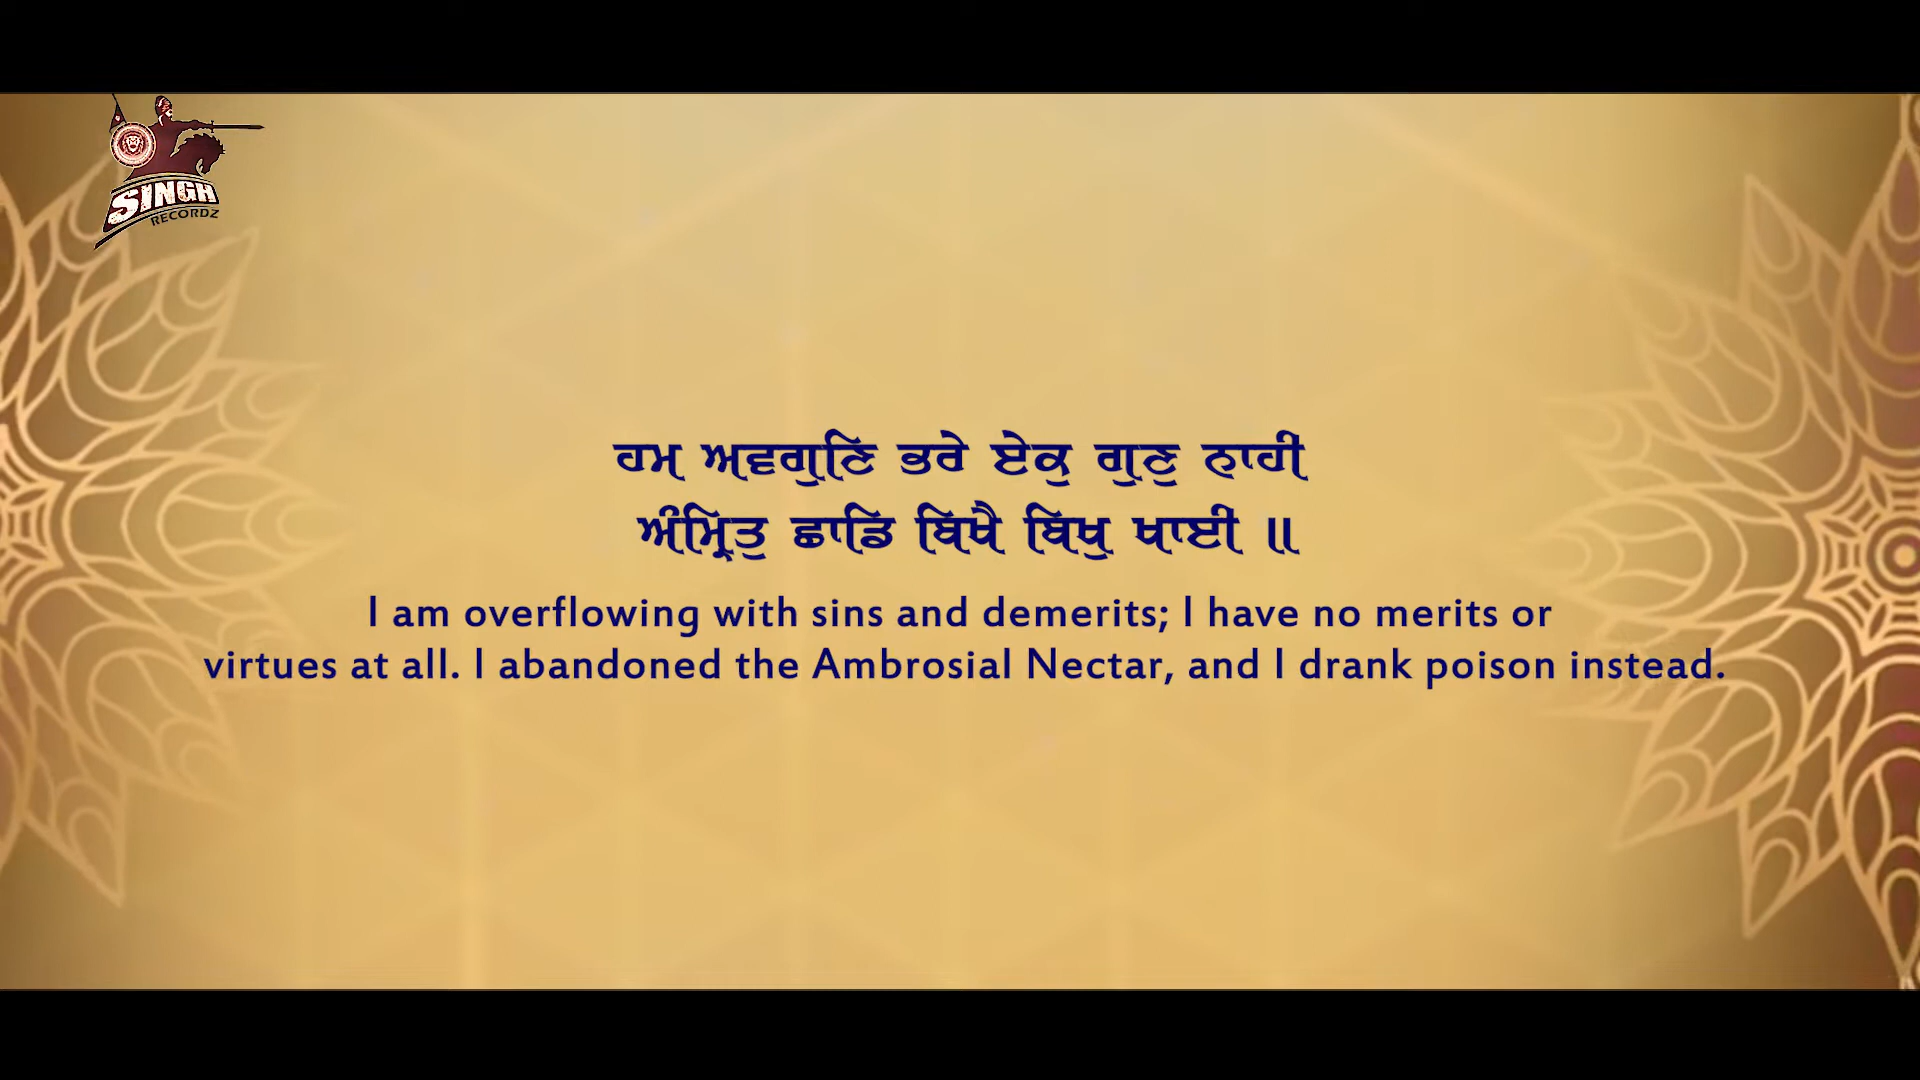 SINGH
RECORDZ
ਹਮ ਅਵਗੁਣਿ ਭਰੇ ਏਕੁ ਗੁਣੁ ਨਾਹੀ
ਅੰਮ੍ਰਿਤੁ ਛਾਡਿ ਬਿਖੈ ਬਿਖੁ ਖਾਈ ॥
I am overflowing with sins and demerits; I have no merits or
virtues at all. I abandoned the Ambrosial Nectar, and I drank poison instead.